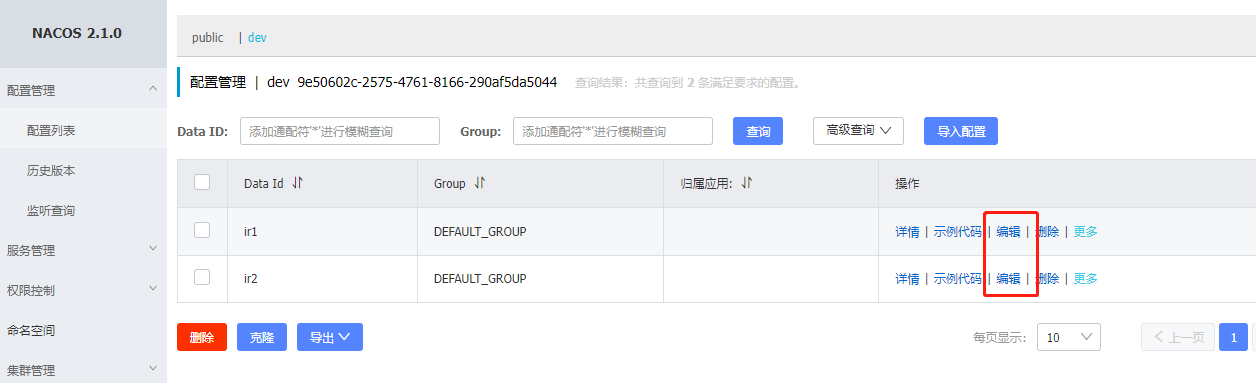 NACOS 2.1.0
public | dev
配置管理
配置管理 | dev 9e50602c-2575-4761-8166-290af5da5044 查询结果：共查询到 2 条满足要求的配置。
配置列表
Data ID: 添加通配符'*'进行模糊查询 Group: 添加通配符'*'进行模糊查询 查询 高级查询 导入配置
历史版本
Data Id Group 归属应用: 操作
监听查询
ir1 DEFAULT_GROUP 详情 | 示例代码 | 编辑 | 删除 | 更多
服务管理
ir2 DEFAULT_GROUP 详情 | 示例代码 | 编辑 | 删除 | 更多
权限控制
命名空间
删除 克隆 导出 每页显示: 10 上一页 1
集群管理